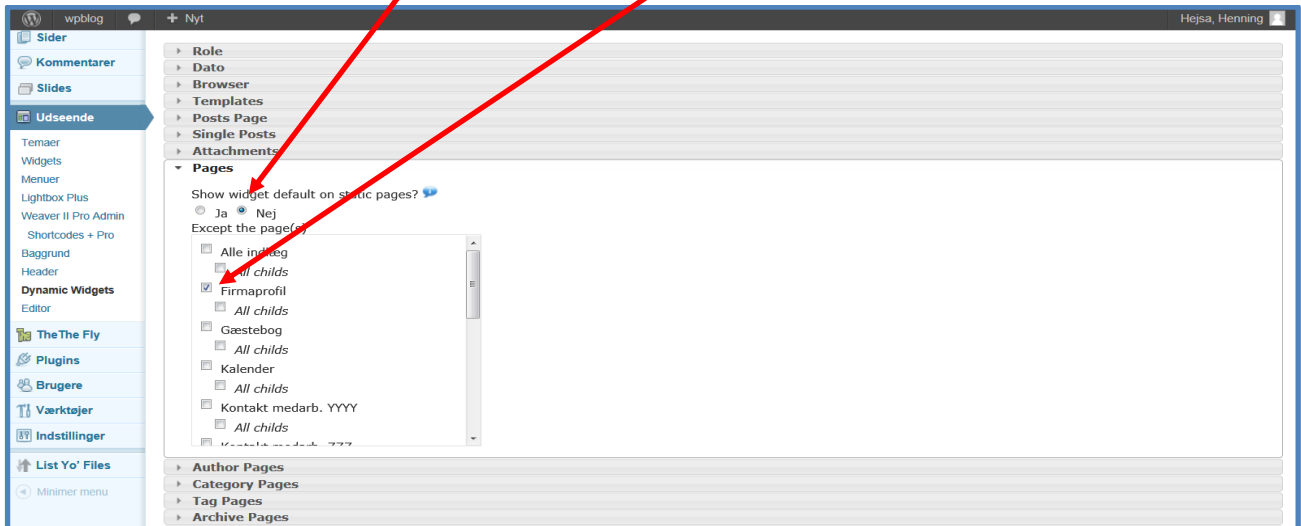 wpblog + Nyt Hejsa, Henning
Sider
Kommentarer
Slides
Udseende
Temaer
Widgets
Menuer
Lightbox Plus
Weaver II Pro Admin
Shortcodes + Pro
Baggrund
Header
Dynamic Widgets
Editor
TheThe Fly
Plugins
Brugere
Værktøjer
Indstillinger
List Yo' Files
Minimer menu
Role
Dato
Browser
Templates
Posts Page
Single Posts
Attachments
Pages
Show widget default on static pages?
Ja Nej
Except the page(s)
Alle indlæg
All childs
Firmaprofil
All childs
Gæstebog
All childs
Kalender
All childs
Kontakt medarb. YYYY
All childs
Kontakt medarb. ZZZ
Author Pages
Category Pages
Tag Pages
Archive Pages